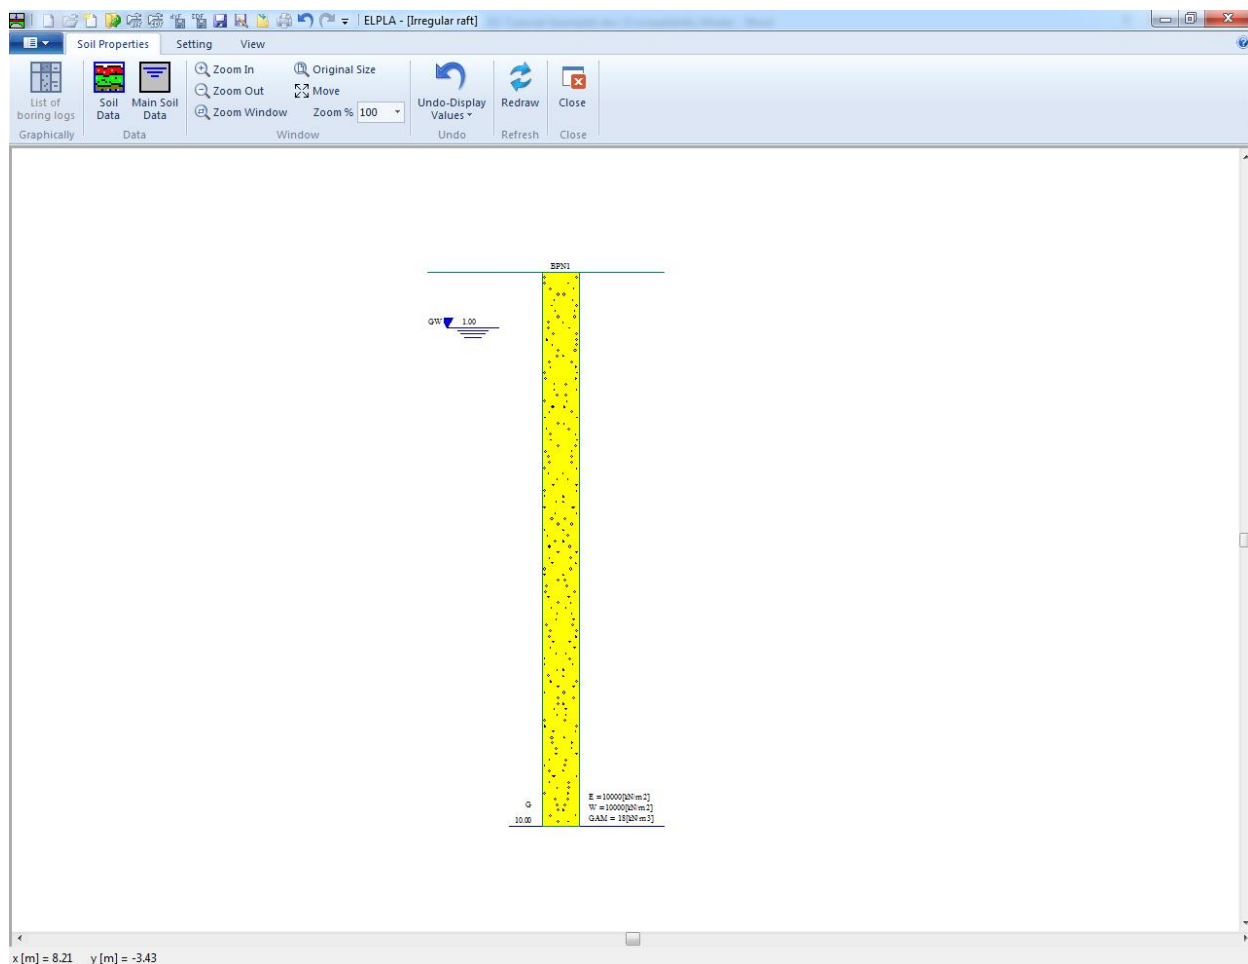 ELPLA - [Irregular raft]
Soil Properties Setting View
Zoom In Original Size
Zoom Out Move
Zoom Window Zoom % 100
List of boring logs
Soil Data
Main Soil Data
Undo-Display Values
Redraw
Close
Graphically Data Window Undo Refresh Close
BPN1
GW 1.00
G
10.00
E =10000[kN/m2]
W =10000[kN/m2]
GAM = 18[kN/m3]
x [m] = 8.21 y [m] = -3.43